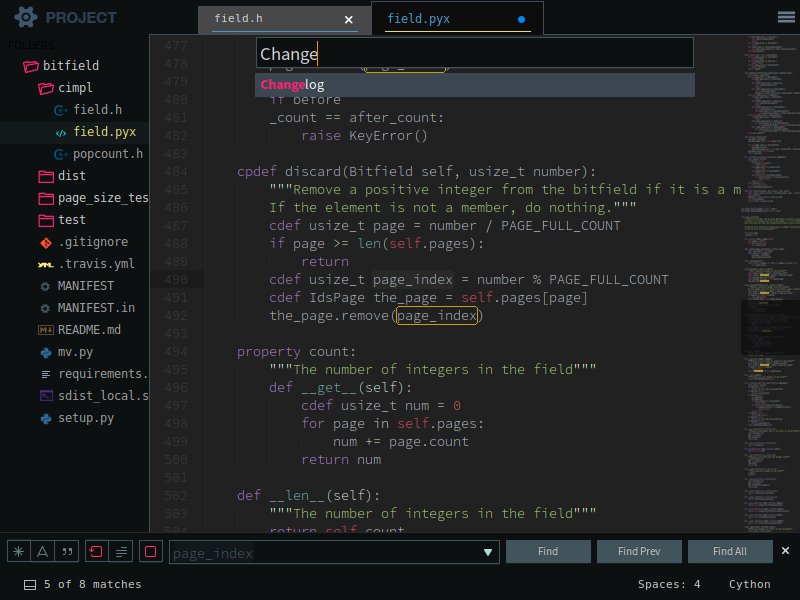 PROJECT
field.h
field.pyx
FOLDERS
bitfield
cimpl
field.h
field.pyx
popcount.h
dist
page_size_tes
test
.gitignore
.travis.yml
MANIFEST
MANIFEST.in
README.md
mv.py
requirements.
sdist_local.s
setup.py
Change
Changelog
477
478
479
480 if before
481 _count == after_count:
482 raise KeyError()
483
484 cpdef discard(Bitfield self, usize_t number):
485 """Remove a positive integer from the bitfield if it is a m
486 If the element is not a member, do nothing."""
487 cdef usize_t page = number / PAGE_FULL_COUNT
488 if page >= len(self.pages):
489 return
490 cdef usize_t page_index = number % PAGE_FULL_COUNT
491 cdef IdsPage the_page = self.pages[page]
492 the_page.remove(page_index)
493
494 property count:
495 """The number of integers in the field"""
496 def __get__(self):
497 cdef usize_t num = 0
498 for page in self.pages:
499 num += page.count
500 return num
501
502 def __len__(self):
503 """The number of integers in the field"""
504 return self.count
page_index
Find
Find Prev
Find All
5 of 8 matches
Spaces: 4
Cython